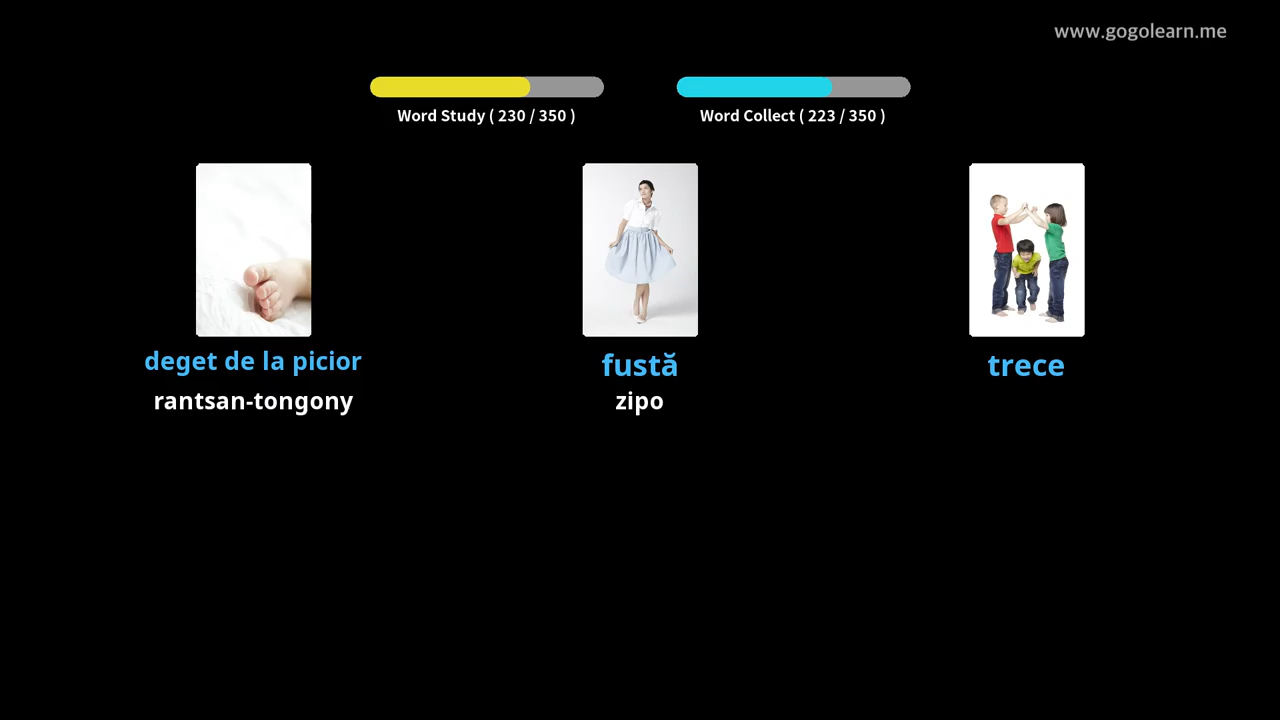 www.gogolearn.me
Word Study ( 230 / 350 )
Word Collect ( 223 / 350 )
deget de la picior
rantsan-tongony
fustă
zipo
trece